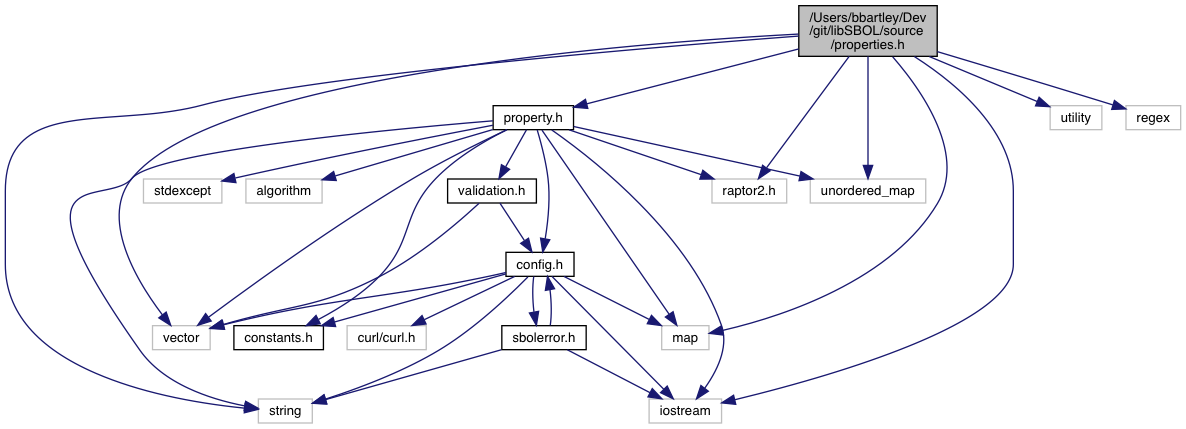 /Users/bbartley/Dev
/git/libSBOL/source
/properties.h
property.h
utility
regex
stdexcept
algorithm
validation.h
raptor2.h
unordered_map
config.h
vector
constants.h
curl/curl.h
sbolerror.h
map
string
iostream